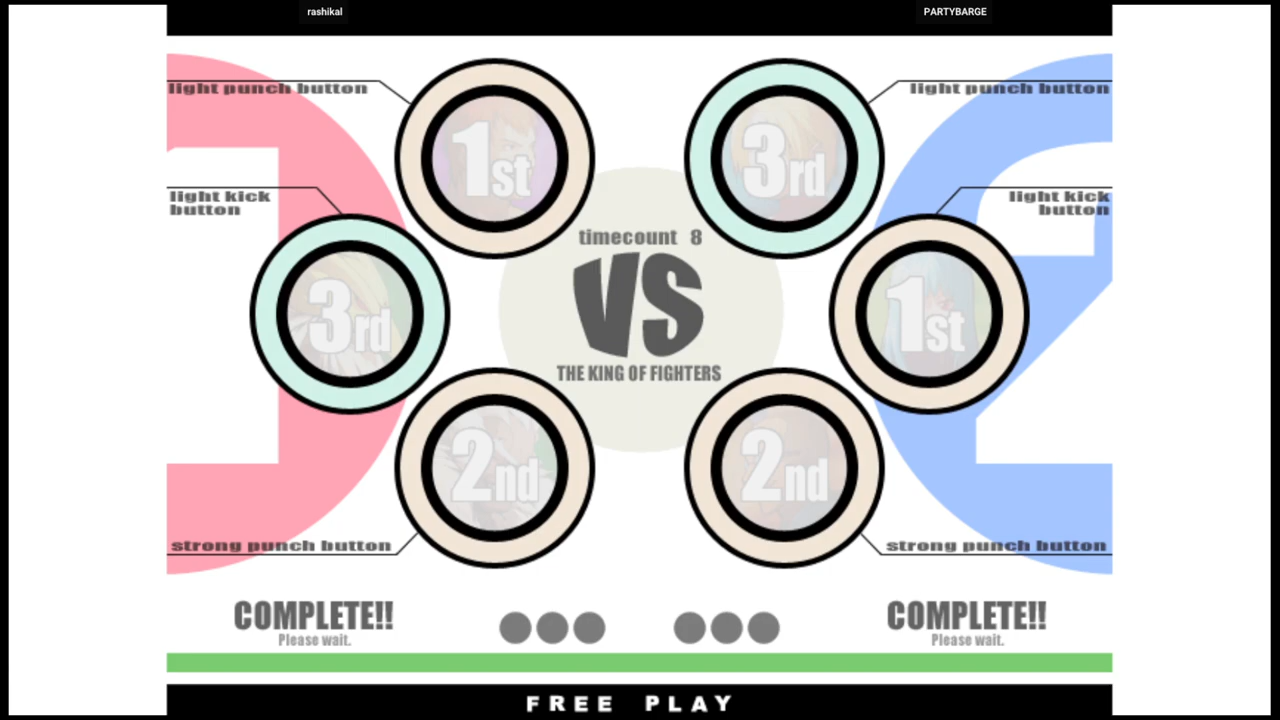 rashikal
PARTYBARGE
light punch button
light punch button
1st
3rd
light kick
button
light kick
button
timecount 8
VS
THE KING OF FIGHTERS
3rd
1st
2nd
2nd
strong punch button
strong punch button
COMPLETE!!
Please wait.
COMPLETE!!
Please wait.
FREE PLAY